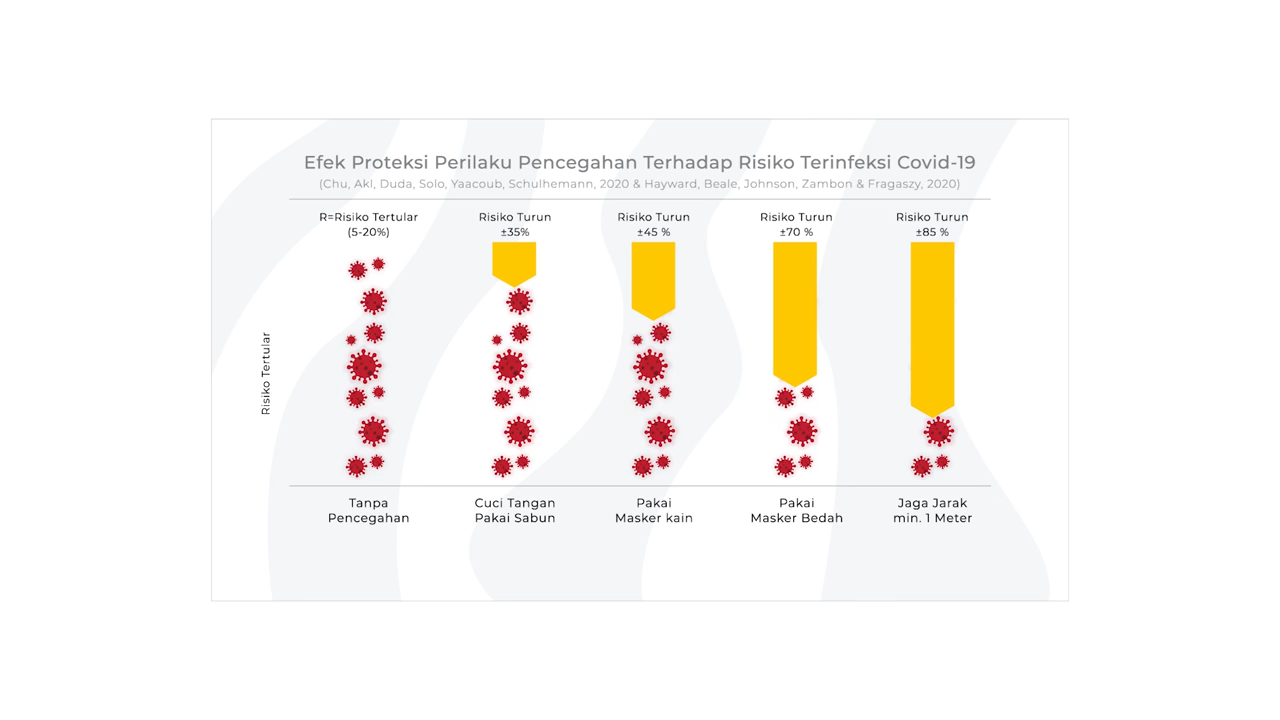 Efek Proteksi Perilaku Pencegahan Terhadap Risiko Terinfeksi Covid-19
(Chu, Akl, Duda, Solo, Yaacoub, Schulhemann, 2020 & Hayward, Beale, Johnson, Zambon & Fragaszy, 2020)
R=Risiko Tertular
(5-20%)
Risiko Turun
±35%
Risiko Turun
±45 %
Risiko Turun
±70 %
Risiko Turun
±85 %
Risiko Tertular
Tanpa
Pencegahan
Cuci Tangan
Pakai Sabun
Pakai
Masker kain
Pakai
Masker Bedah
Jaga Jarak
min. 1 Meter